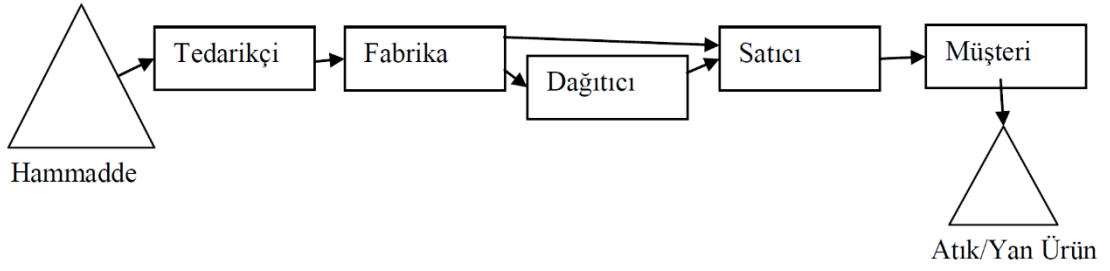 Tedarikçi
Fabrika
Dağıtıcı
Satıcı
Müşteri
Hammadde
Atık/Yan Ürün